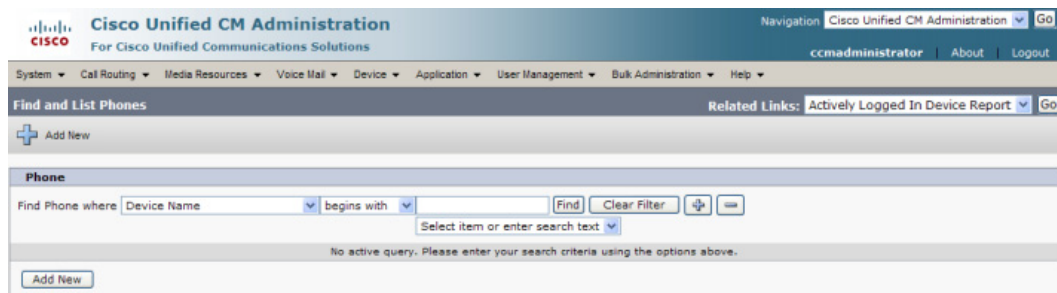 Cisco Unified CM Administration
Navigation Cisco Unified CM Administration Go
CISCO
For Cisco Unified Communications Solutions
ccmadministrator | About | Logout
System Call Routing Media Resources Voice Mail Device Application User Management Bulk Administration Help
Find and List Phones
Related Links: Actively Logged In Device Report Go
Add New
Phone
Find Phone where Device Name begins with Find Clear Filter
Select item or enter search text
No active query. Please enter your search criteria using the options above.
Add New